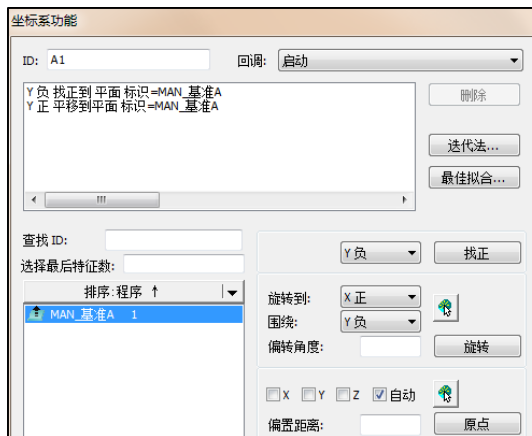 坐标系功能
ID: A1 回调: 启动
Y 负 找正到 平面 标识=MAN_基准A
Y 正 平移到平面 标识=MAN_基准A
删除
迭代法...
最佳拟合...
查找 ID:
选择最后特征数:
Y 负 找正
排序:程序 ↑
MAN_基准A 1
旋转到: X 正
围绕: Y 负
偏转角度: 旋转
X Y Z 自动
偏置距离: 原点